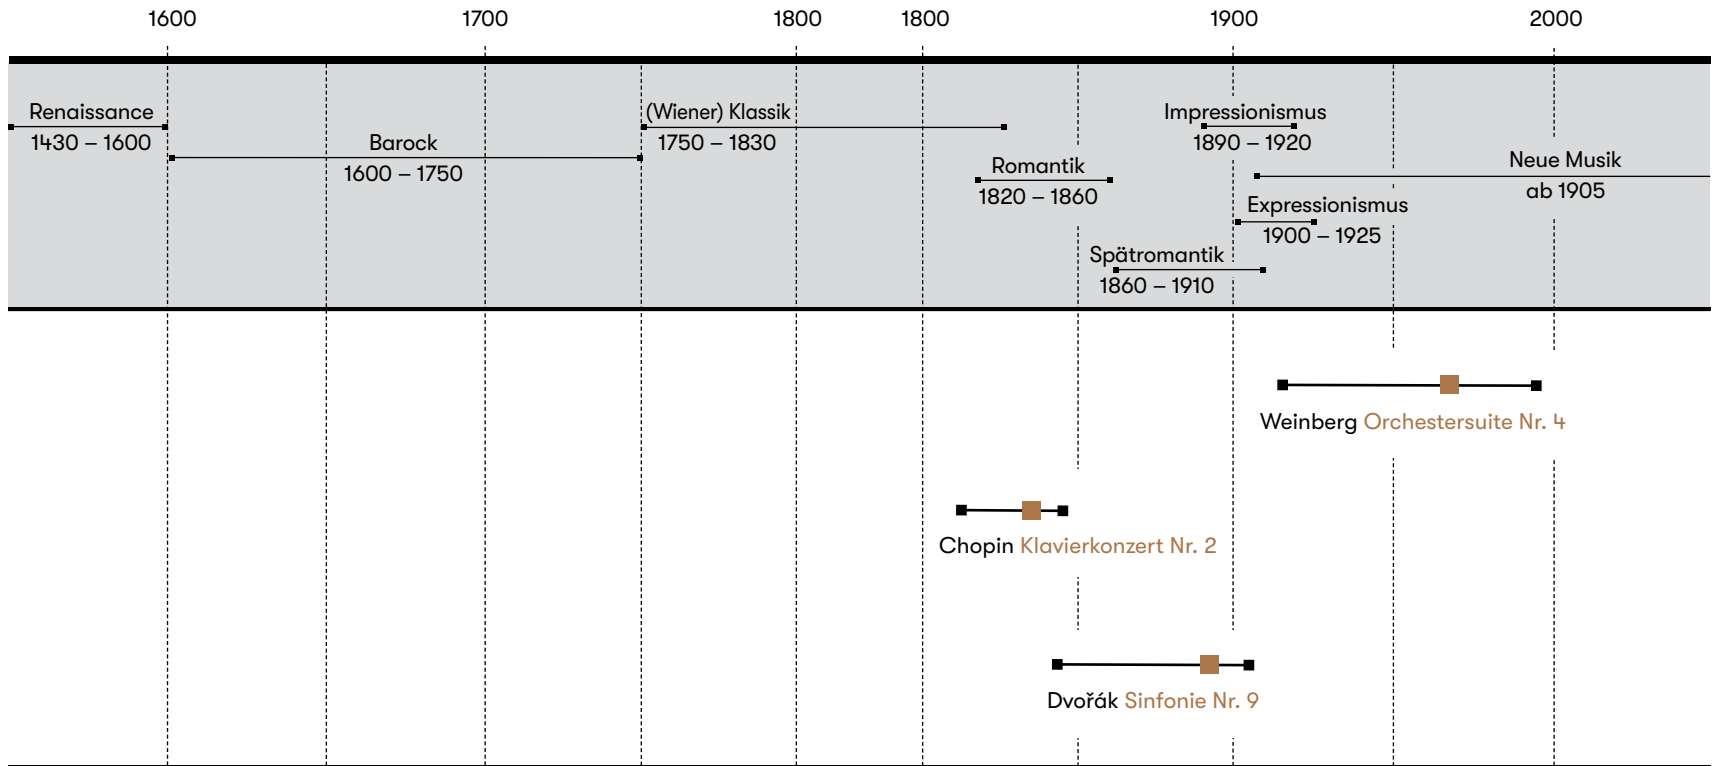 1600 1700 1800 1800 1900 2000
Renaissance
1430 – 1600
Barock
1600 – 1750
(Wiener) Klassik
1750 – 1830
Romantik
1820 – 1860
Spätromantik
1860 – 1910
Impressionismus
1890 – 1920
Expressionismus
1900 – 1925
Neue Musik
ab 1905
Weinberg Orchestersuite Nr. 4
Chopin Klavierkonzert Nr. 2
Dvořák Sinfonie Nr. 9